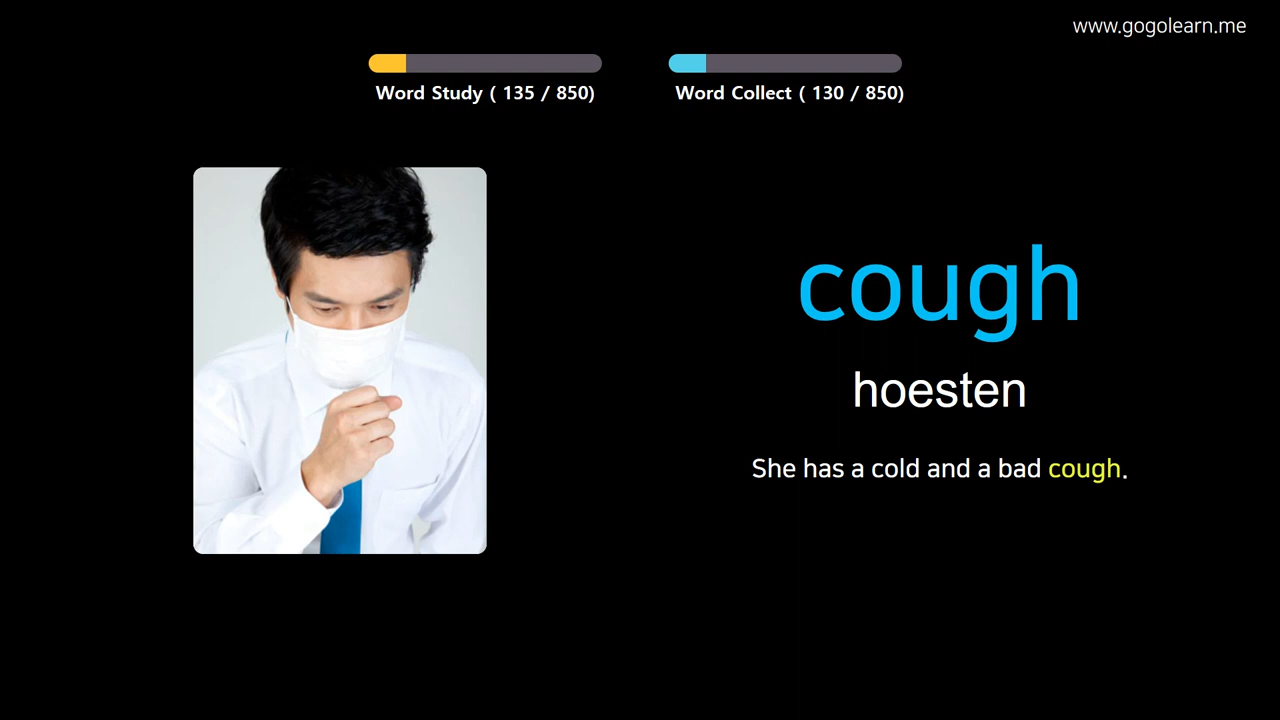 www.gogolearn.me
Word Study ( 135 / 850)
Word Collect ( 130 / 850)
cough
hoesten
She has a cold and a bad cough.